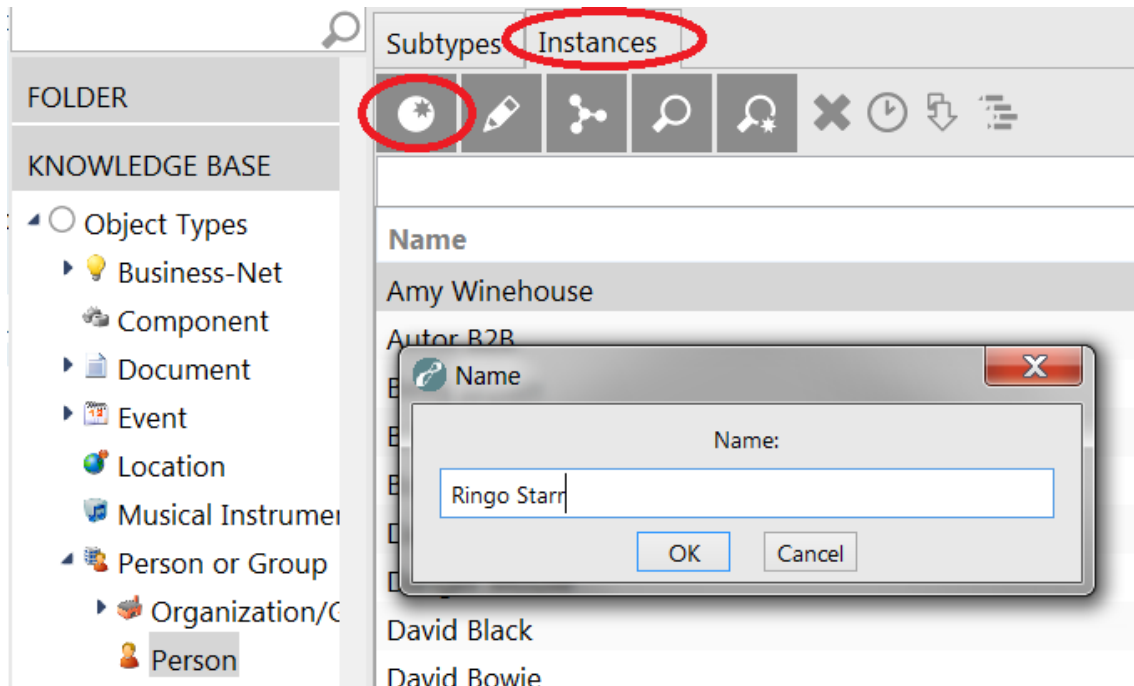 Subtypes
Instances
FOLDER
KNOWLEDGE BASE
Object Types
Business-Net
Component
Document
Event
Location
Musical Instrumen
Person or Group
Organization/G
Person
Name
Amy Winehouse
Autor B2B
Name
Name:
Ringo Starr
OK
Cancel
David Black
David Bowie